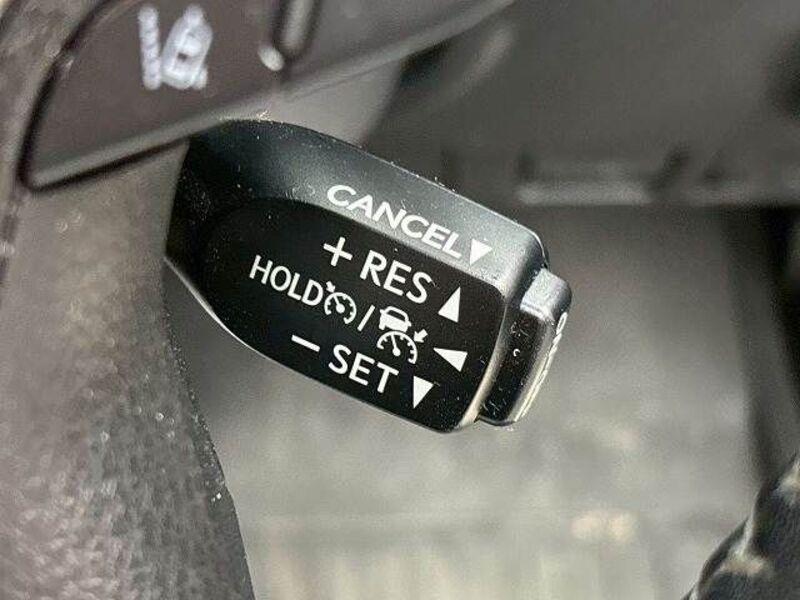 CANCEL▼
+ RES ▲
HOLD /
− SET ▼